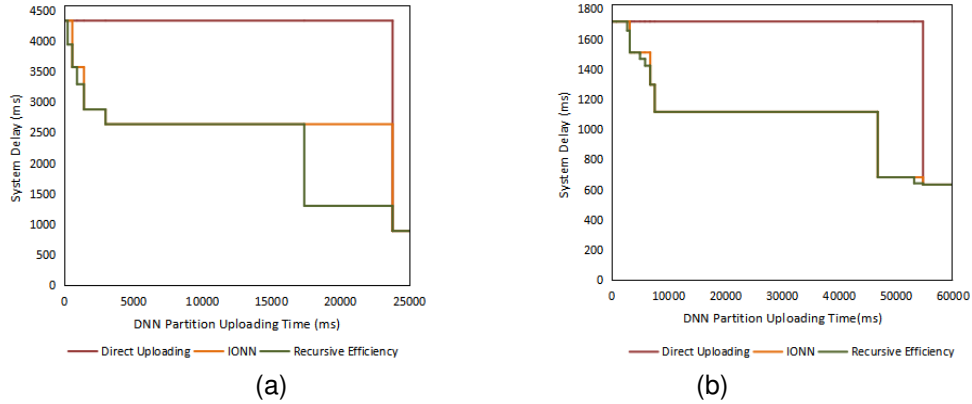 4500
4000
3500
3000
2500
2000
1500
1000
500
0
System Delay (ms)
0 5000 10000 15000 20000 25000
DNN Partition Uploading Time (ms)
Direct Uploading IONN Recursive Efficiency
(a)
1800
1600
1400
1200
1000
800
600
400
200
0
System Delay (ms)
0 10000 20000 30000 40000 50000 60000
DNN Partition Uploading Time(ms)
Direct Uploading IONN Recursive Efficiency
(b)